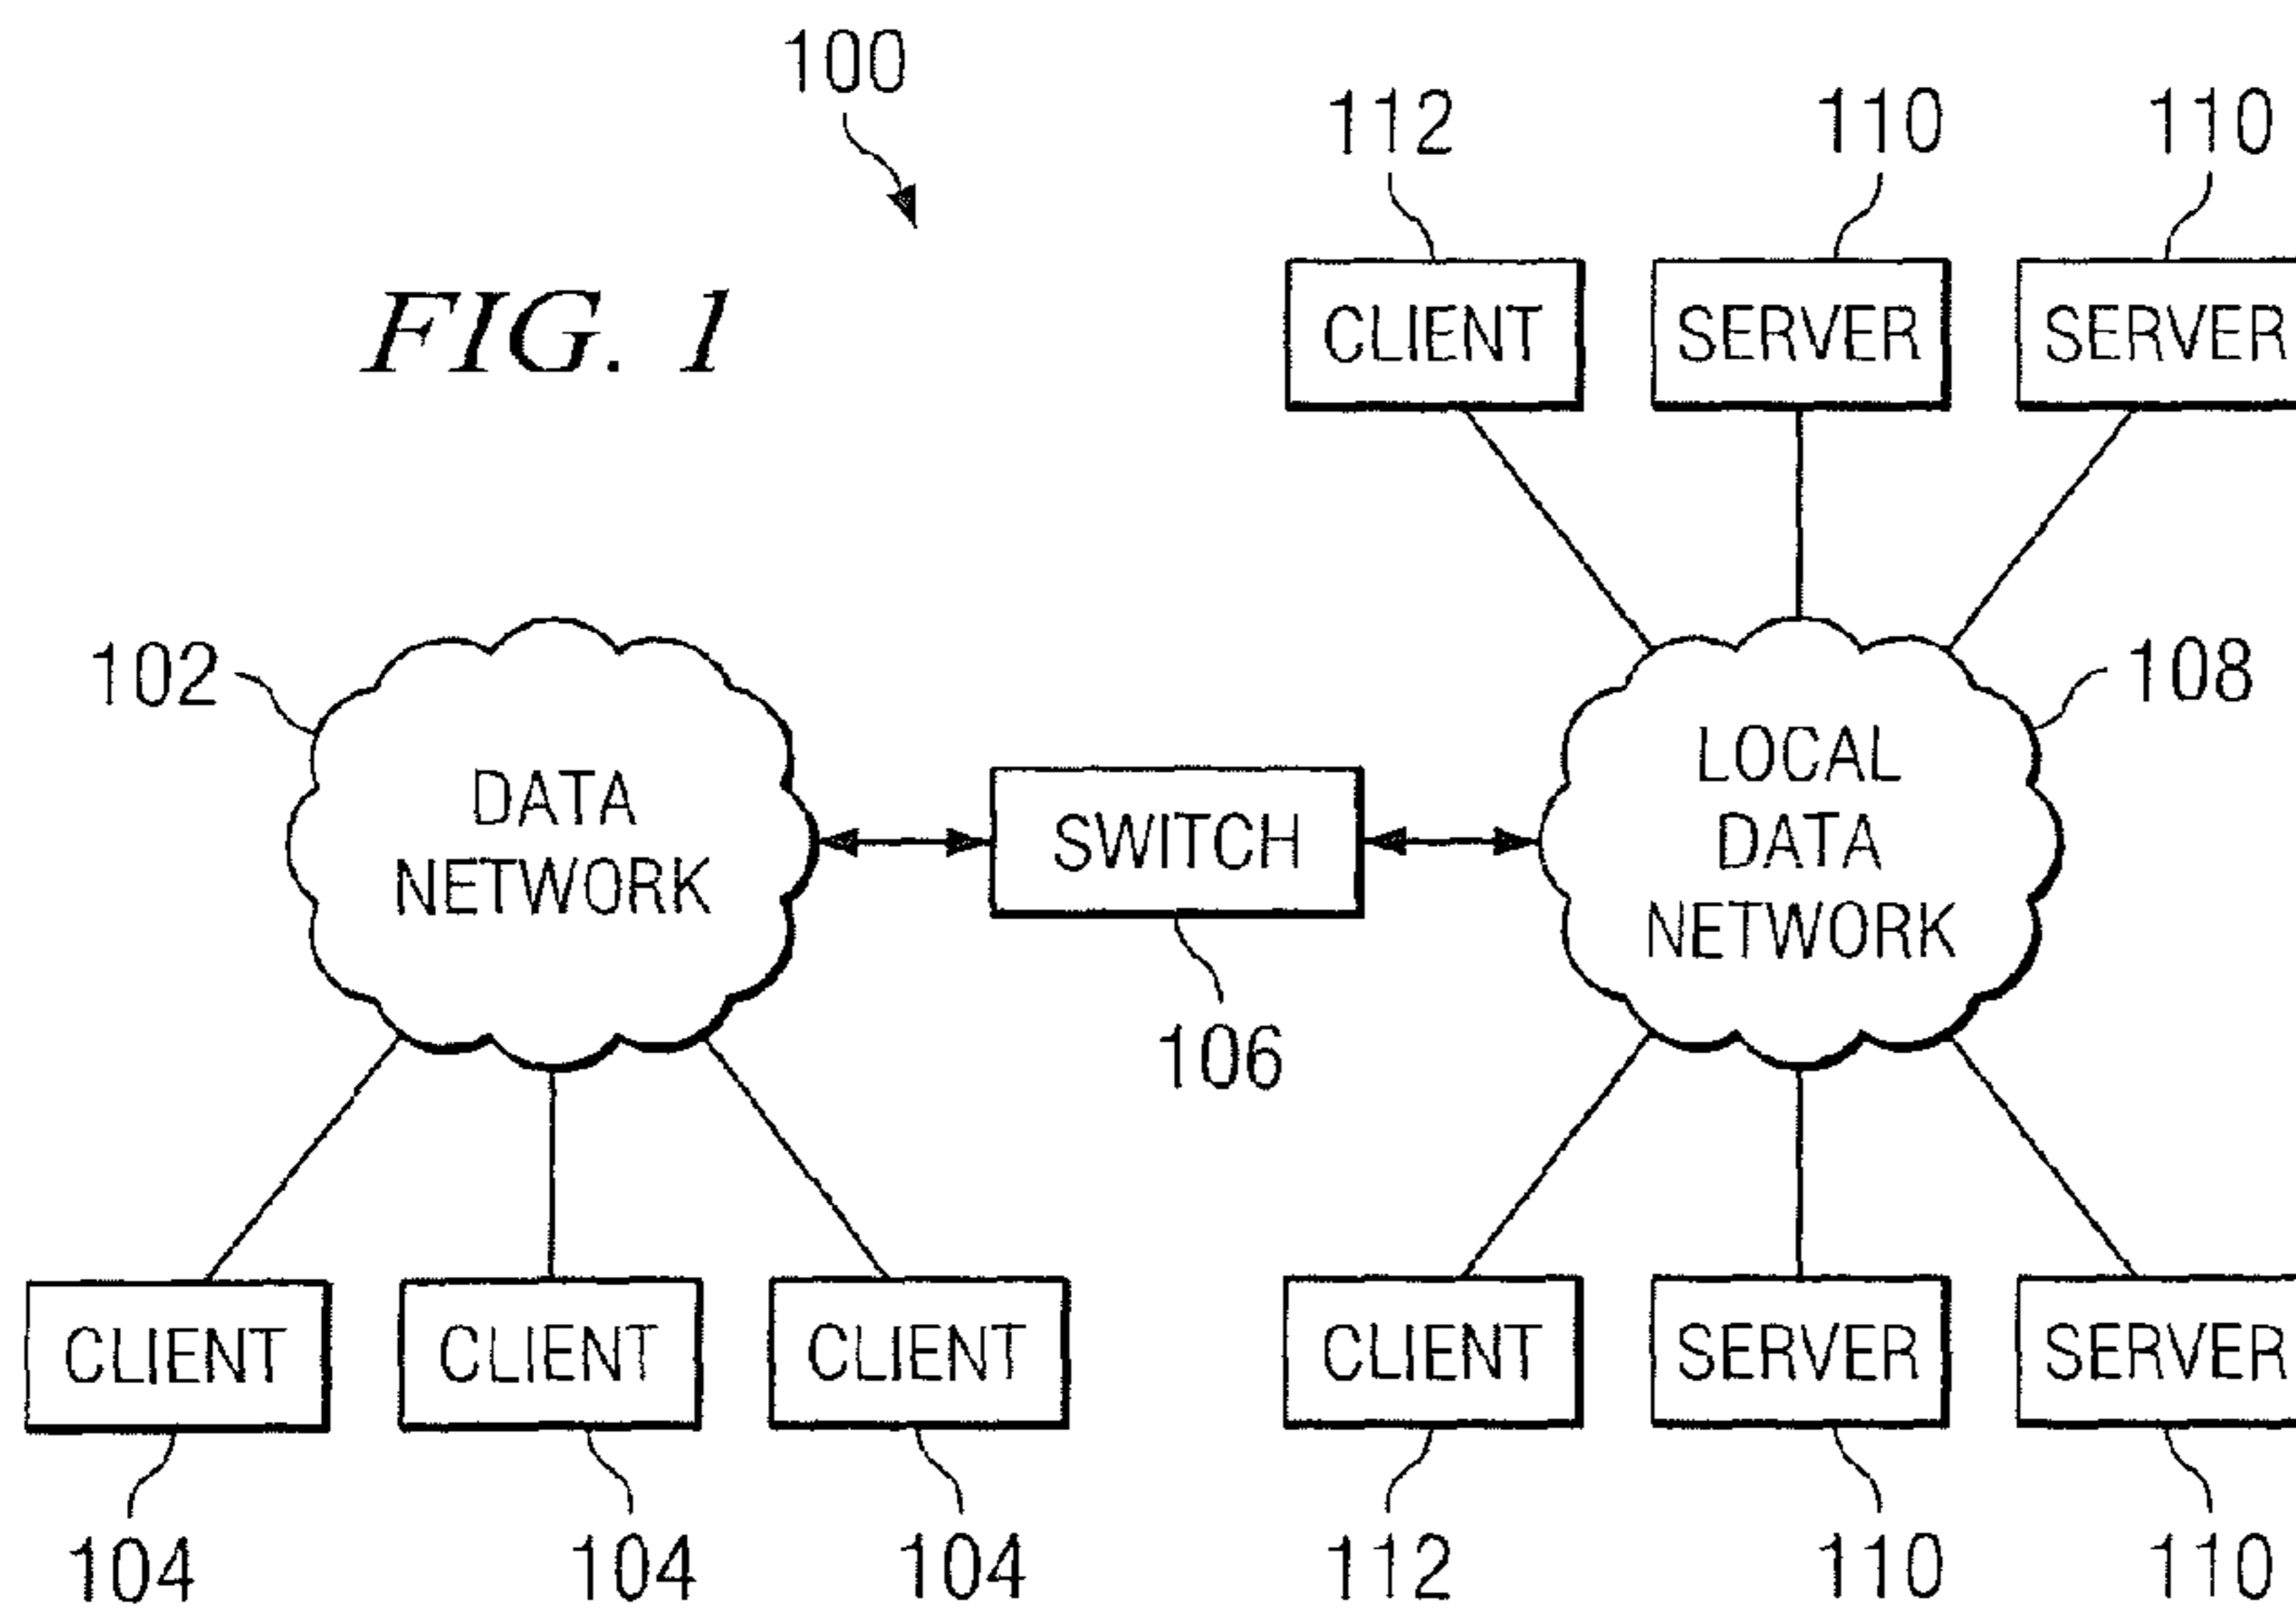 100
112 110 110
FIG. 1
CLIENT SERVER SERVER
102
108
DATA
NETWORK
SWITCH
LOCAL
DATA
NETWORK
106
CLIENT CLIENT CLIENT CLIENT SERVER SERVER
104 104 104 112 110 110